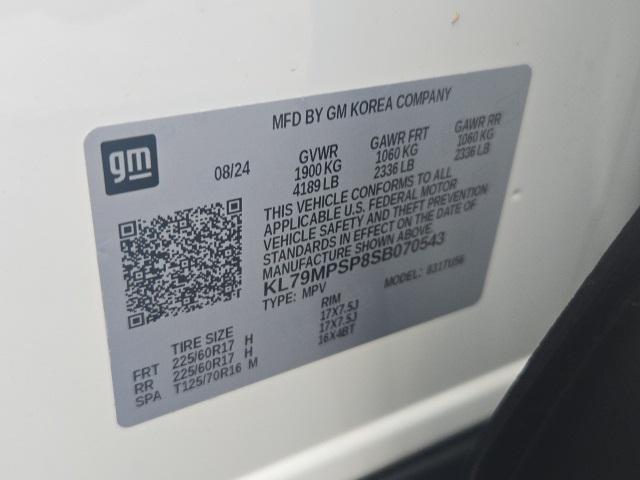 MFD BY GM KOREA COMPANY
gm
08/24
GVWR GAWR FRT GAWR RR
1900 KG 1060 KG 1060 KG
4189 LB 2336 LB 2336 LB
THIS VEHICLE CONFORMS TO ALL
APPLICABLE U.S. FEDERAL MOTOR
VEHICLE SAFETY AND THEFT PREVENTION
STANDARDS IN EFFECT ON THE DATE OF
MANUFACTURE SHOWN ABOVE.
KL79MPSP8SB070543
TYPE: MPV MODEL: 8317U56
TIRE SIZE RIM
FRT 225/60R17 H 17X7.5J
RR 225/60R17 H 17X7.5J
SPA T125/70R16 M 16X4BT